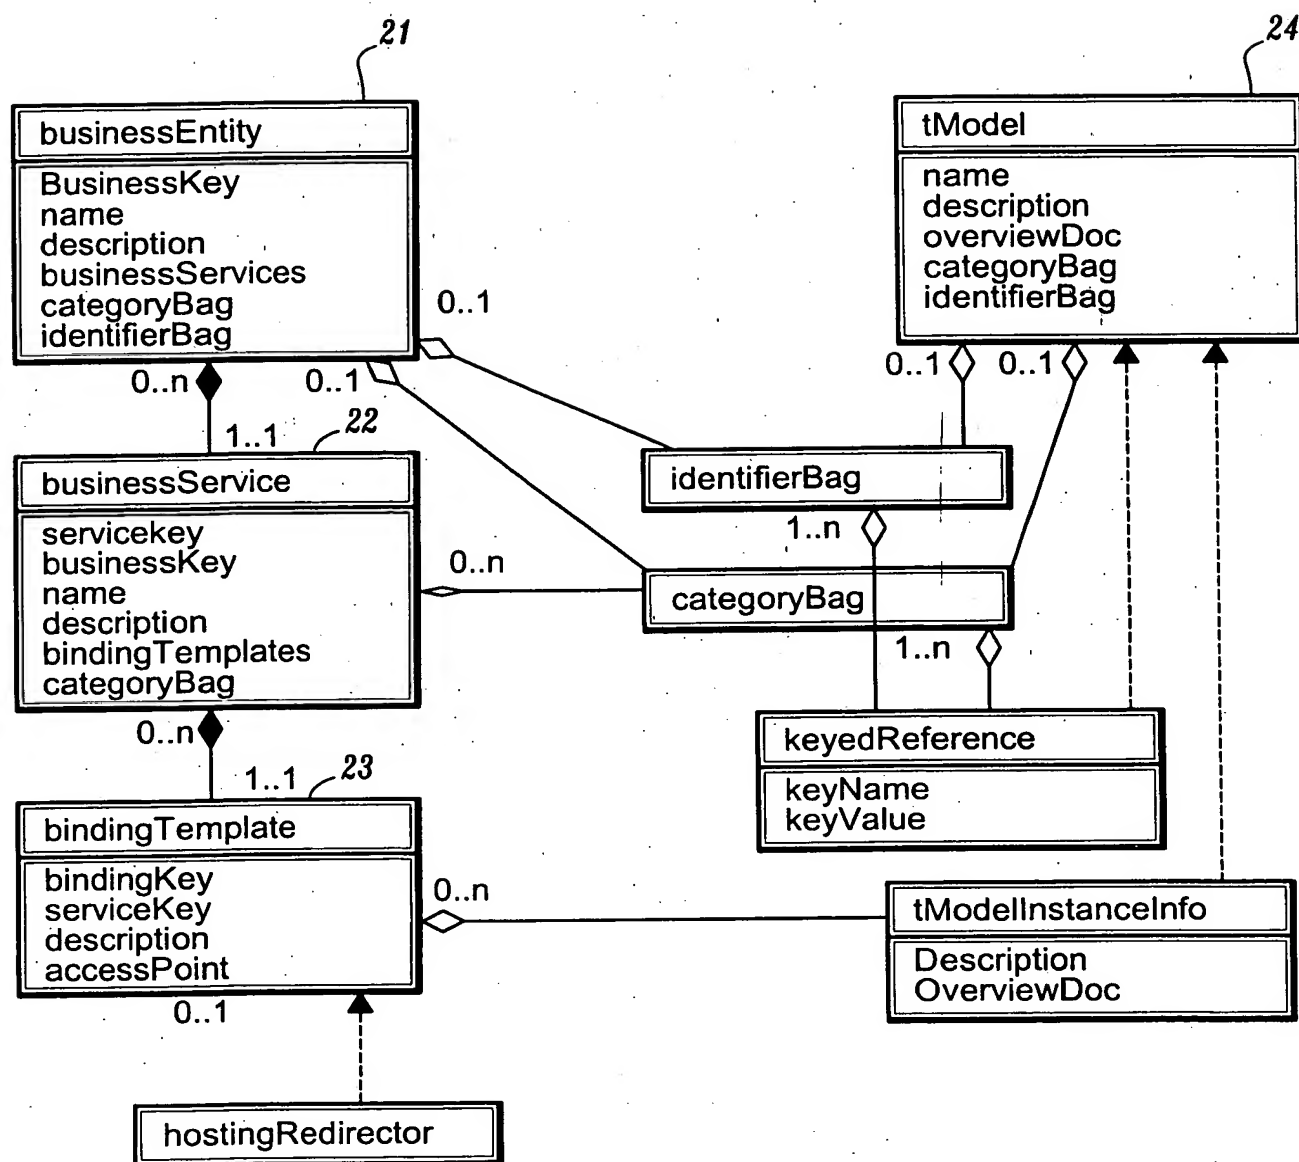 21
businessEntity
BusinessKey
name
description
businessServices
categoryBag
identifierBag
0..1
0..n
0..1
1..1
22
businessService
servicekey
businessKey
name
description
bindingTemplates
categoryBag
0..n
0..n
1..1
23
bindingTemplate
bindingKey
serviceKey
description
accessPoint
0..n
0..1
hostingRedirector
24
tModel
name
description
overviewDoc
categoryBag
identifierBag
0..1
0..1
identifierBag
1..n
categoryBag
1..n
keyedReference
keyName
keyValue
tModelInstanceInfo
Description
OverviewDoc